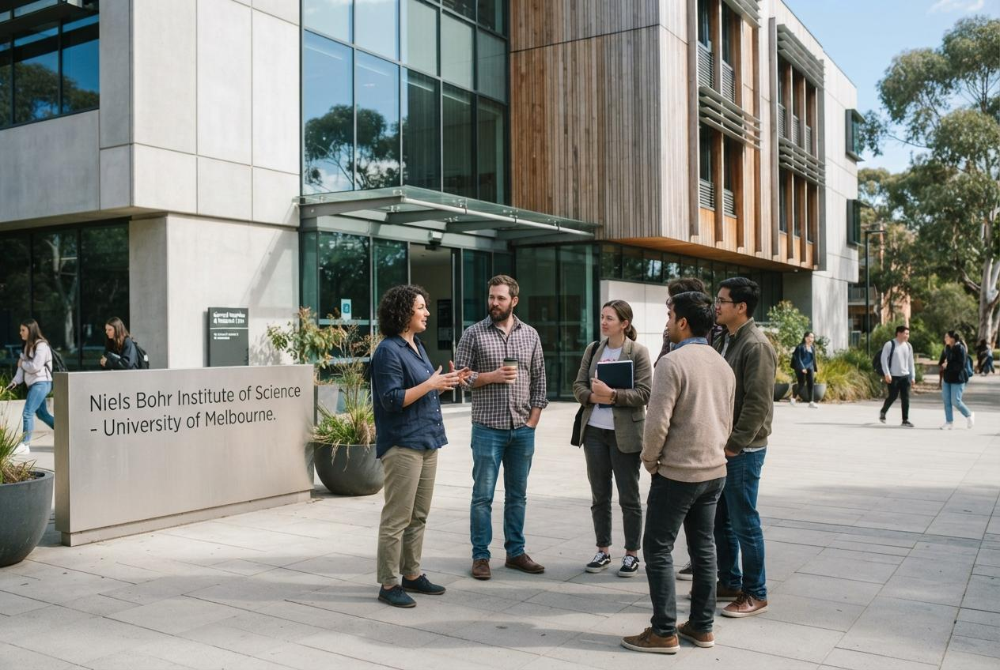 Niels Bohr Institute of Science
- University of Melbourne.